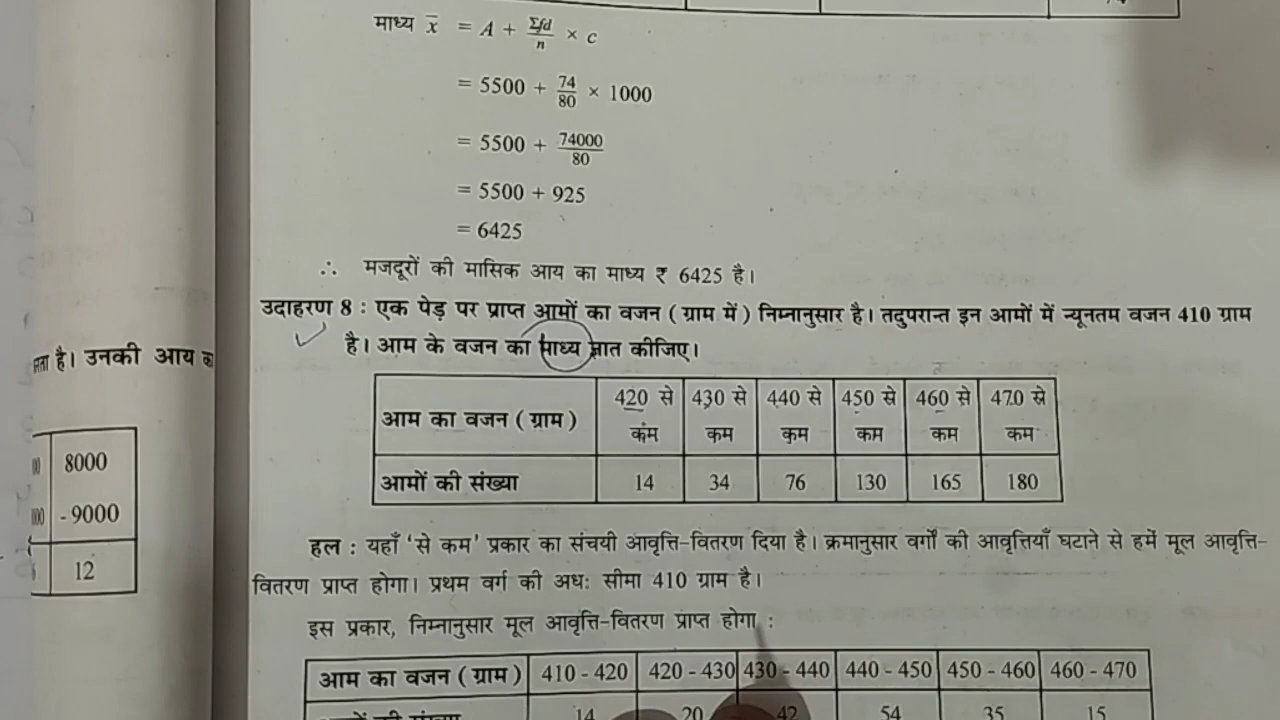 माध्य x̄ = A + Σfd/n × c
= 5500 + 74/80 × 1000
= 5500 + 74000/80
= 5500 + 925
= 6425
∴ मजदूरों की मासिक आय का माध्य ₹ 6425 है।
उदाहरण 8 : एक पेड़ पर प्राप्त आमों का वजन ( ग्राम में ) निम्नानुसार है। तदुपरान्त इन आमों में न्यूनतम वजन 410 ग्राम
है। आम के वजन का माध्य ज्ञात कीजिए।
आम का वजन ( ग्राम ) 420 से कम 430 से कम 440 से कम 450 से कम 460 से कम 470 से कम
आमों की संख्या 14 34 76 130 165 180
हल : यहाँ ‘से कम’ प्रकार का संचयी आवृत्ति-वितरण दिया है। क्रमानुसार वर्गों की आवृत्तियाँ घटाने से हमें मूल आवृत्ति-
वितरण प्राप्त होगा। प्रथम वर्ग की अधः सीमा 410 ग्राम है।
इस प्रकार, निम्नानुसार मूल आवृत्ति-वितरण प्राप्त होगा :
आम का वजन ( ग्राम ) 410 - 420 420 - 430 430 - 440 440 - 450 450 - 460 460 - 470
14 20 42 54 35 15
है। उनकी आय का
8000
- 9000
12